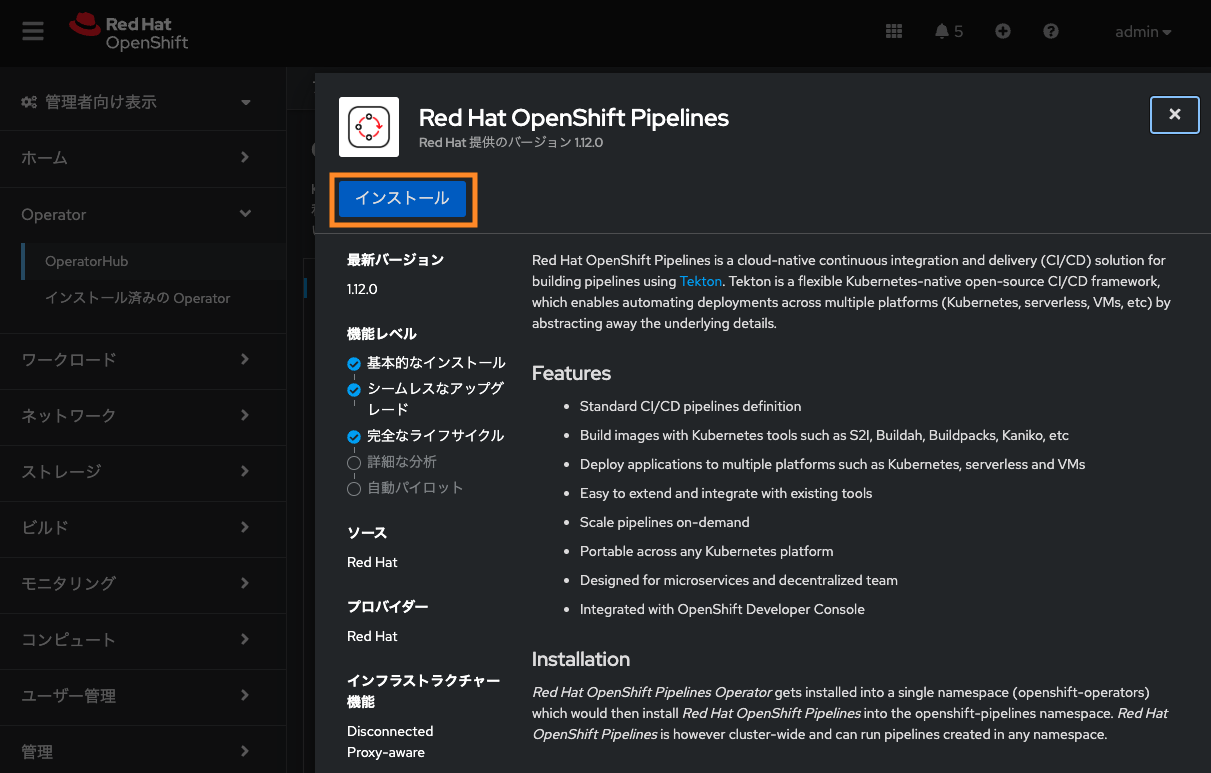 Red Hat
OpenShift
5
admin
管理者向け表示
ホーム
Operator
OperatorHub
インストール済みの Operator
ワークロード
ネットワーク
ストレージ
ビルド
モニタリング
コンピュート
ユーザー管理
管理
Red Hat OpenShift Pipelines
Red Hat 提供のバージョン 1.12.0
インストール
最新バージョン
1.12.0
機能レベル
基本的なインストール
シームレスなアップグ
レード
完全なライフサイクル
詳細な分析
自動パイロット
ソース
Red Hat
プロバイダー
Red Hat
インフラストラクチャー
機能
Disconnected
Proxy-aware
Red Hat OpenShift Pipelines is a cloud-native continuous integration and delivery (CI/CD) solution for
building pipelines using Tekton. Tekton is a flexible Kubernetes-native open-source CI/CD framework,
which enables automating deployments across multiple platforms (Kubernetes, serverless, VMs, etc) by
abstracting away the underlying details.
Features
Standard CI/CD pipelines definition
Build images with Kubernetes tools such as S2I, Buildah, Buildpacks, Kaniko, etc
Deploy applications to multiple platforms such as Kubernetes, serverless and VMs
Easy to extend and integrate with existing tools
Scale pipelines on-demand
Portable across any Kubernetes platform
Designed for microservices and decentralized team
Integrated with OpenShift Developer Console
Installation
Red Hat OpenShift Pipelines Operator gets installed into a single namespace (openshift-operators)
which would then install Red Hat OpenShift Pipelines into the openshift-pipelines namespace. Red Hat
OpenShift Pipelines is however cluster-wide and can run pipelines created in any namespace.